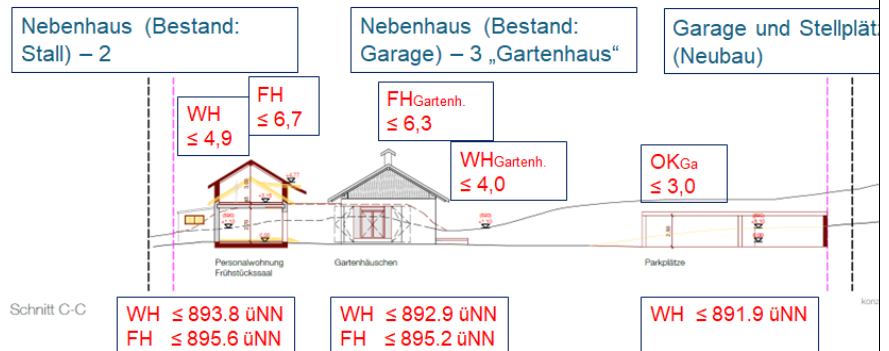 Nebenhaus (Bestand:
Stall) – 2
Nebenhaus (Bestand:
Garage) – 3 „Gartenhaus“
Garage und Stellplätz
(Neubau)
WH
≤ 4,9
FH
≤ 6,7
FHGartenh.
≤ 6,3
WHGartenh.
≤ 4,0
OKGa
≤ 3,0
Personalwohnung
Frühstückssaal
Gartenhäuschen
Parkplätze
Schnitt C-C
WH ≤ 893.8 üNN
FH ≤ 895.6 üNN
WH ≤ 892.9 üNN
FH ≤ 895.2 üNN
WH ≤ 891.9 üNN